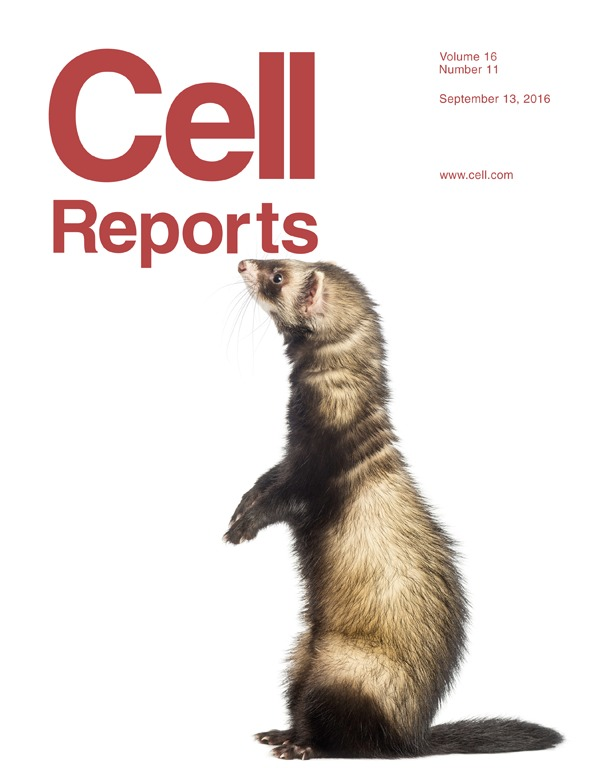 Cell
Reports
Volume 16
Number 11
September 13, 2016
www.cell.com